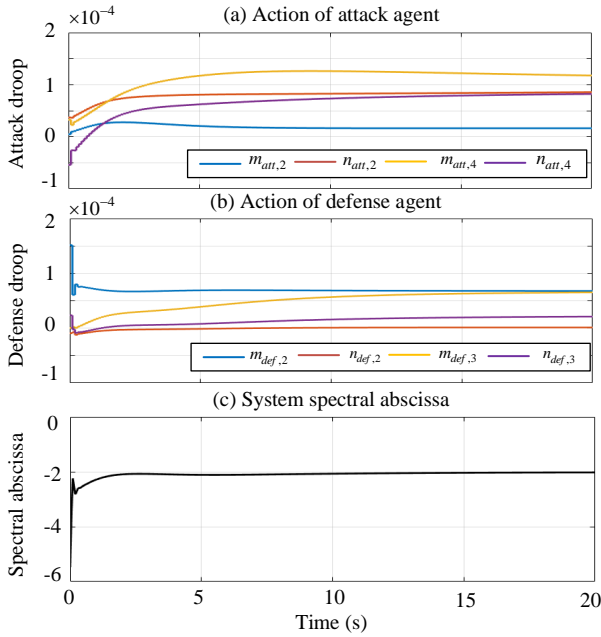 (a) Action of attack agent
×10⁻⁴
2
1
0
-1
Attack droop
m_att,2 n_att,2 m_att,4 n_att,4
(b) Action of defense agent
×10⁻⁴
2
1
0
-1
Defense droop
m_def,2 n_def,2 m_def,3 n_def,3
(c) System spectral abscissa
0
-2
-4
-6
Spectral abscissa
0 5 10 15 20
Time (s)